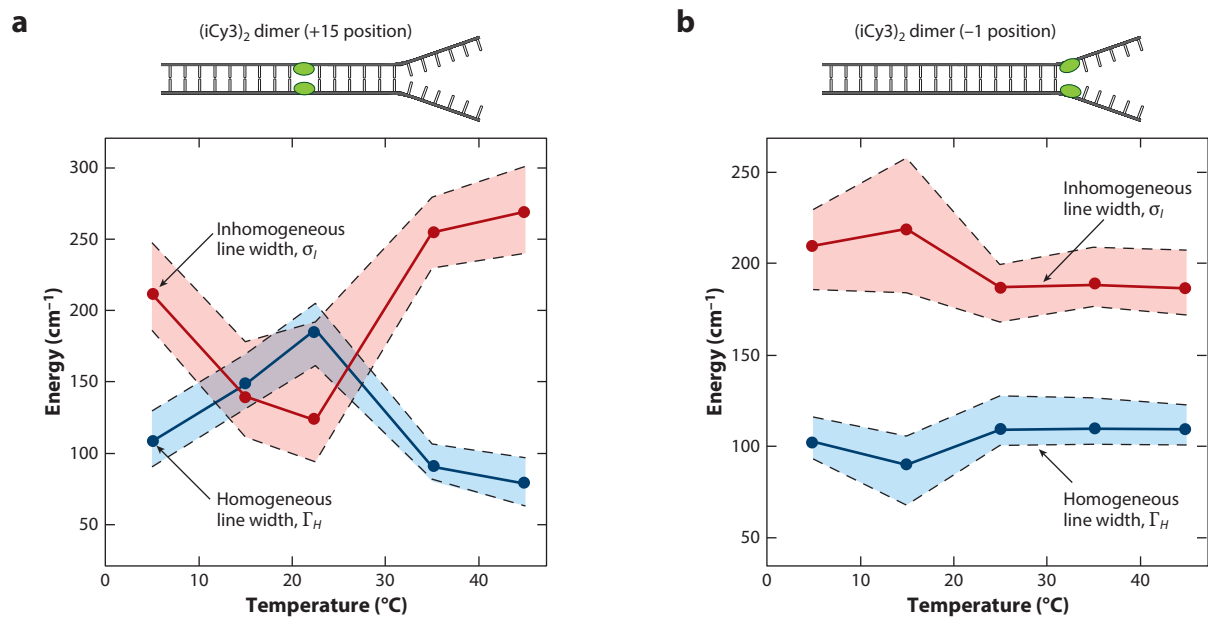 a
(iCy3)₂ dimer (+15 position)
300
250
200
150
100
50
Energy (cm⁻¹)
Inhomogeneous
line width, σI
Homogeneous
line width, ΓH
0
10
20
30
40
Temperature (°C)
b
(iCy3)₂ dimer (–1 position)
250
200
150
100
50
Energy (cm⁻¹)
Inhomogeneous
line width, σI
Homogeneous
line width, ΓH
0
10
20
30
40
Temperature (°C)